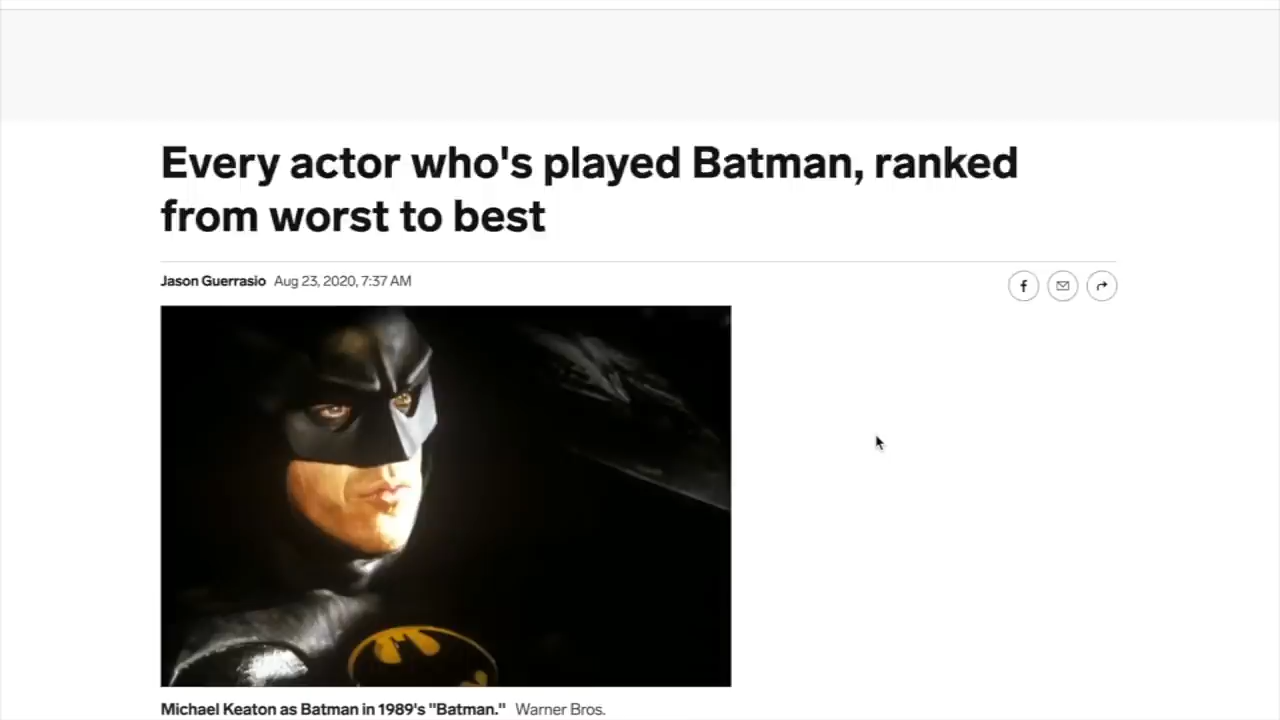 Every actor who's played Batman, ranked
from worst to best
Jason Guerrasio Aug 23, 2020, 7:37 AM
Michael Keaton as Batman in 1989's "Batman." Warner Bros.